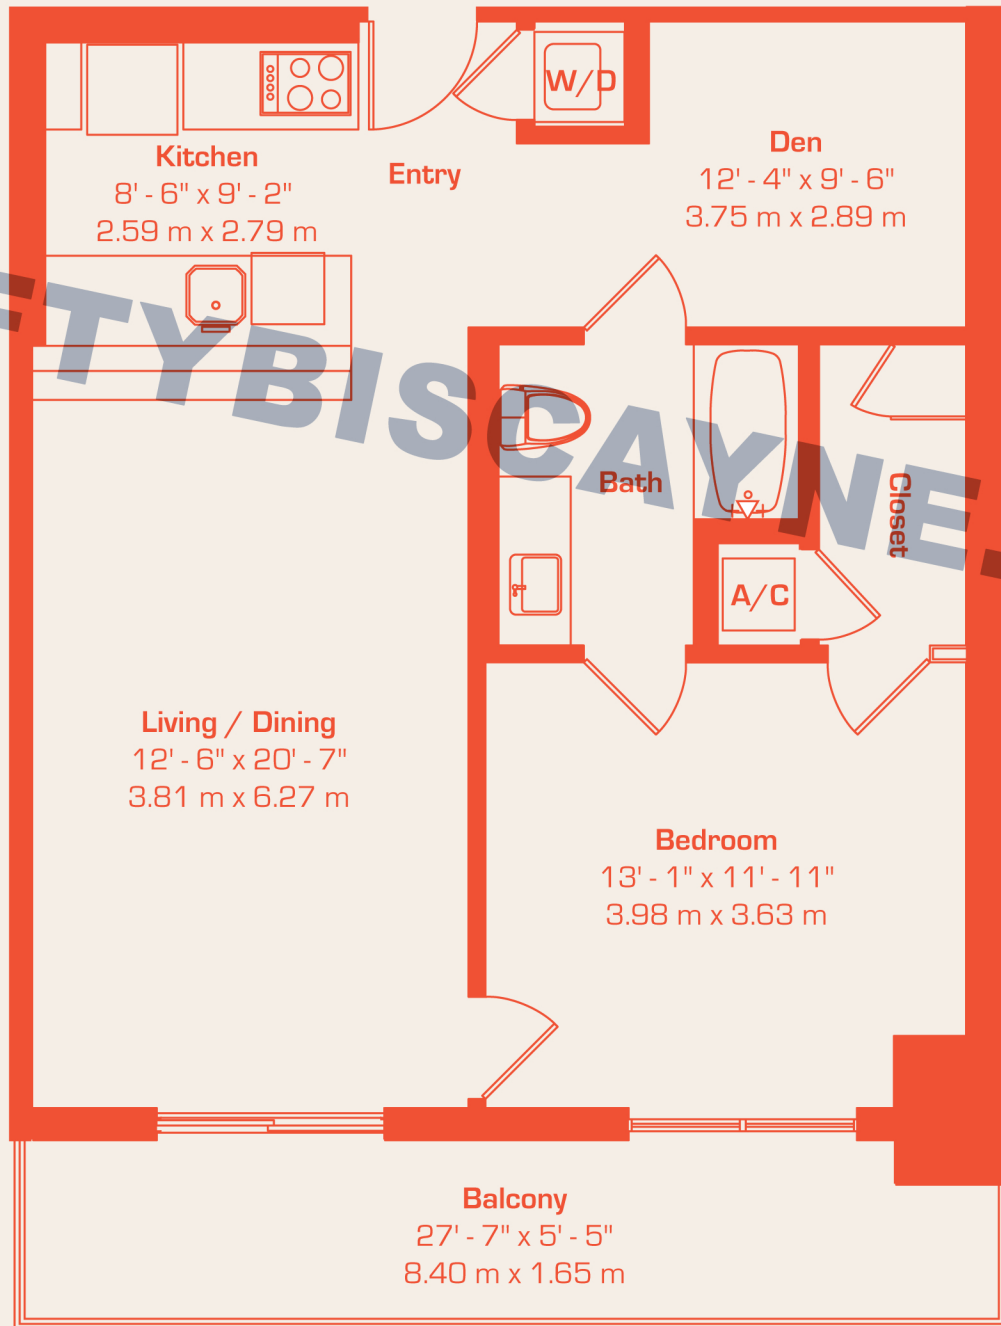 W/D
Kitchen
8' - 6" x 9' - 2"
2.59 m x 2.79 m
Entry
Den
12' - 4" x 9' - 6"
3.75 m x 2.89 m
FTYBISCAYNE.
Bath
Closet
A/C
Living / Dining
12' - 6" x 20' - 7"
3.81 m x 6.27 m
Bedroom
13' - 1" x 11' - 11"
3.98 m x 3.63 m
Balcony
27' - 7" x 5' - 5"
8.40 m x 1.65 m